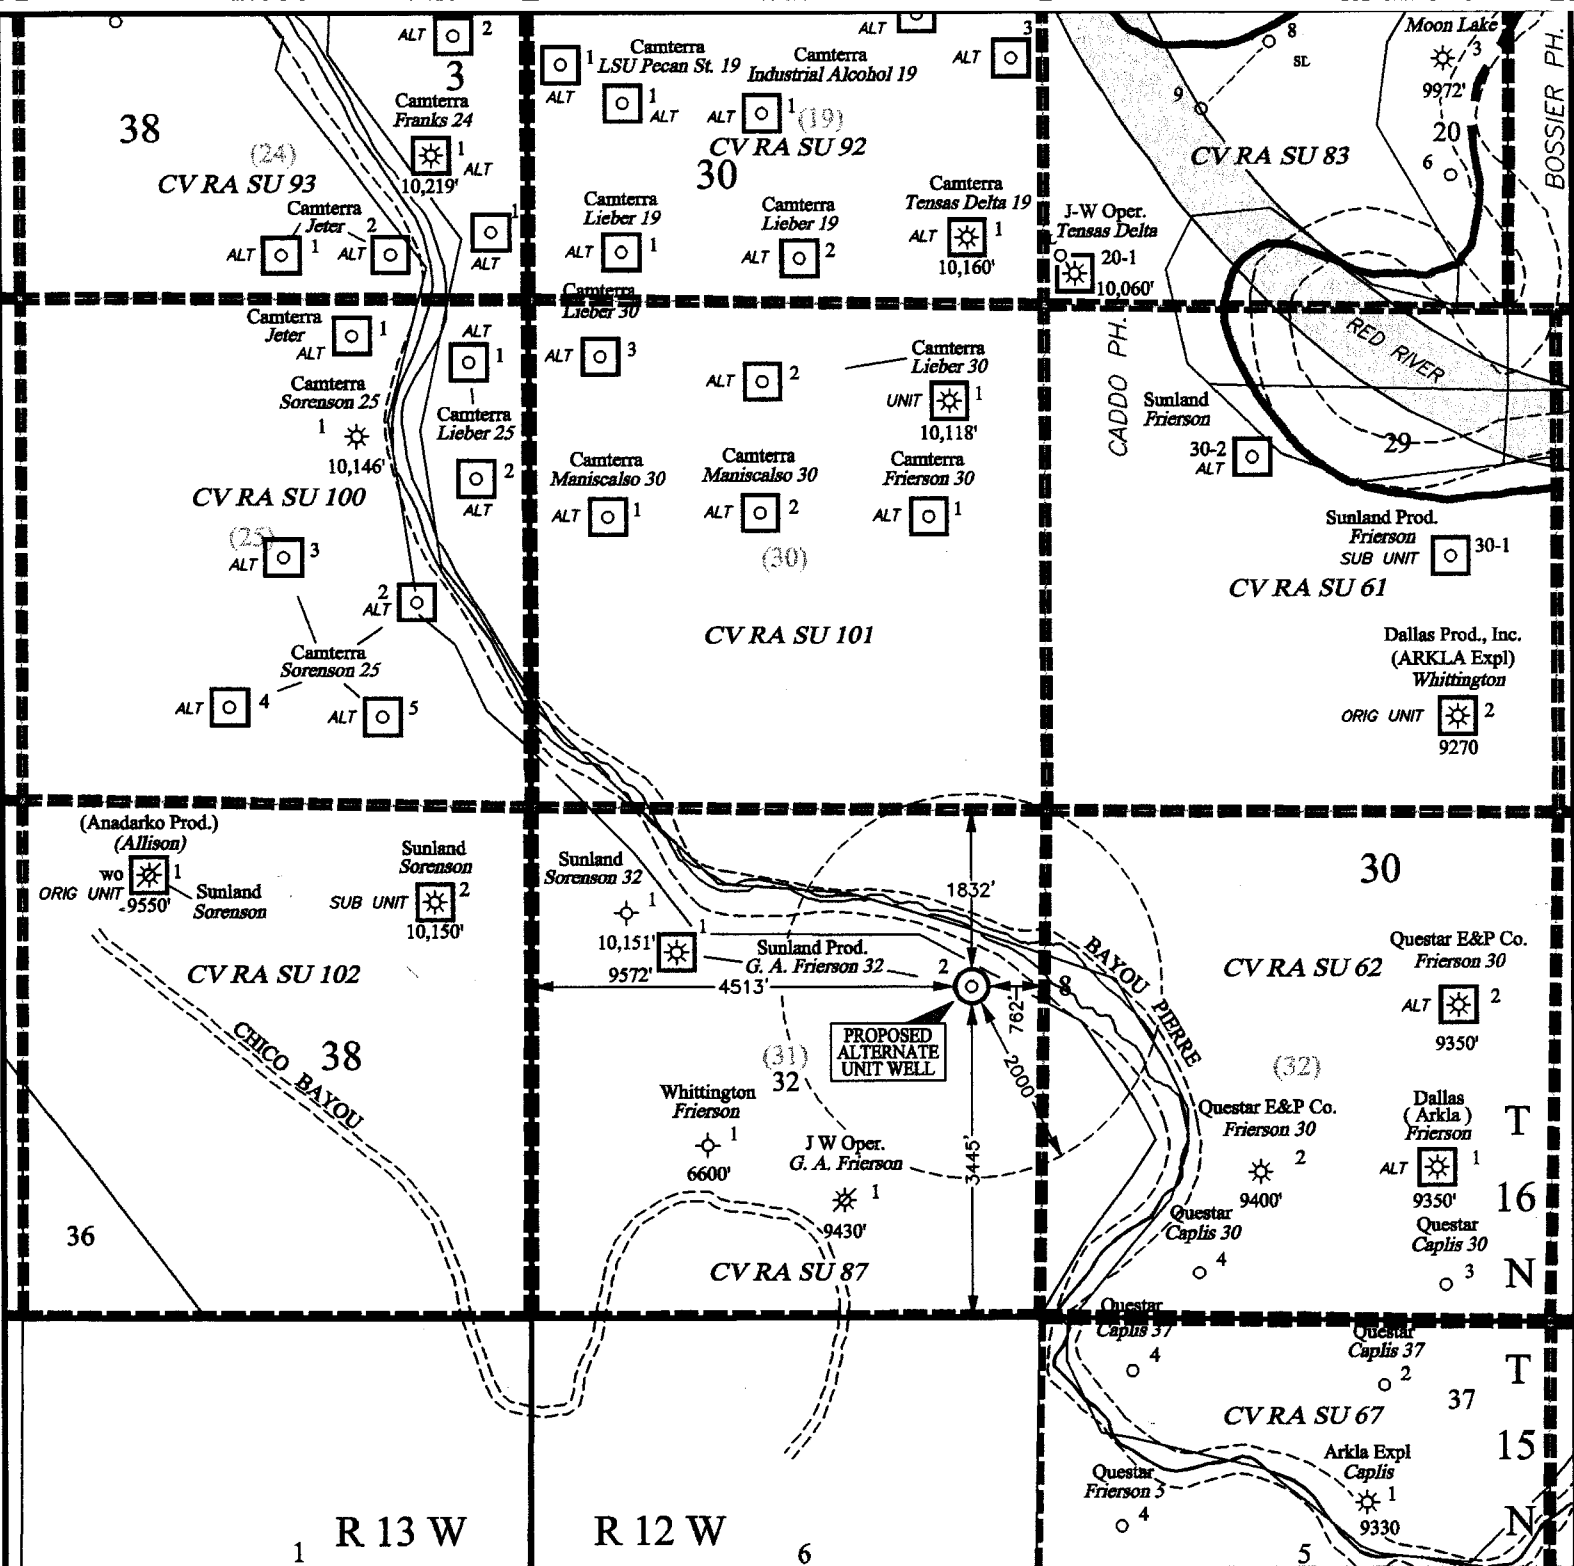 ALT
2
3
38
Camterra
Franks 24
1
ALT
10,219'
(24)
CV RA SU 93
Camterra
Jeter
ALT
1
2
ALT
1
ALT
1
ALT
Camterra
LSU Pecan St. 19
1
ALT
Camterra
Industrial Alcohol 19
ALT
1
(19)
ALT
ALT
3
CV RA SU 92
30
Camterra
Lieber 19
ALT
1
Camterra
Lieber 19
ALT
2
Camterra
Tensas Delta 19
ALT
1
10,160'
8
SL
9
Moon Lake
3
9972'
20
6
CV RA SU 83
BOSSIER PH.
J-W Oper.
Tensas Delta
20-1
10,060'
CADDO PH.
RED RIVER
Camterra
Jeter
ALT
1
ALT
1
Camterra
Lieber 25
Camterra
Sorenson 25
1
10,146'
2
ALT
CV RA SU 100
(25)
ALT
3
2
ALT
Camterra
Sorenson 25
ALT
4
ALT
5
Camterra
Lieber 30
ALT
3
ALT
2
Camterra
Lieber 30
UNIT
1
10,118'
Camterra
Maniscalso 30
ALT
1
Camterra
Maniscalso 30
ALT
2
Camterra
Frierson 30
ALT
1
(30)
CV RA SU 101
Sunland
Frierson
30-2
ALT
29
Sunland Prod.
Frierson
SUB UNIT
30-1
CV RA SU 61
Dallas Prod., Inc.
(ARKLA Expl)
Whittington
ORIG UNIT
2
9270
(Anadarko Prod.)
(Allison)
wo
1
ORIG UNIT
9550'
Sunland
Sorenson
Sunland
Sorenson
SUB UNIT
2
10,150'
CV RA SU 102
CHICO BAYOU
38
36
Sunland
Sorenson 32
1
10,151'
1
9572'
Sunland Prod.
G. A. Frierson 32
2
4513'
1832'
762'
2000'
3445'
PROPOSED
ALTERNATE
UNIT WELL
(31)
32
Whittington
Frierson
1
6600'
J W Oper.
G. A. Frierson
1
9430'
CV RA SU 87
BAYOU PIERRE
8
30
Questar E&P Co.
Frierson 30
CV RA SU 62
ALT
2
9350'
(32)
Questar E&P Co.
Frierson 30
2
9400'
Dallas
( Arkla )
Frierson
ALT
1
9350'
Questar
Caplis 30
4
Questar
Caplis 30
3
T
16
N
Questar
Caplis 37
4
Questar
Caplis 37
2
37
CV RA SU 67
T
15
N
Arkla Expl
Caplis
1
9330
Questar
Frierson 5
4
R 13 W
R 12 W
1
6
5